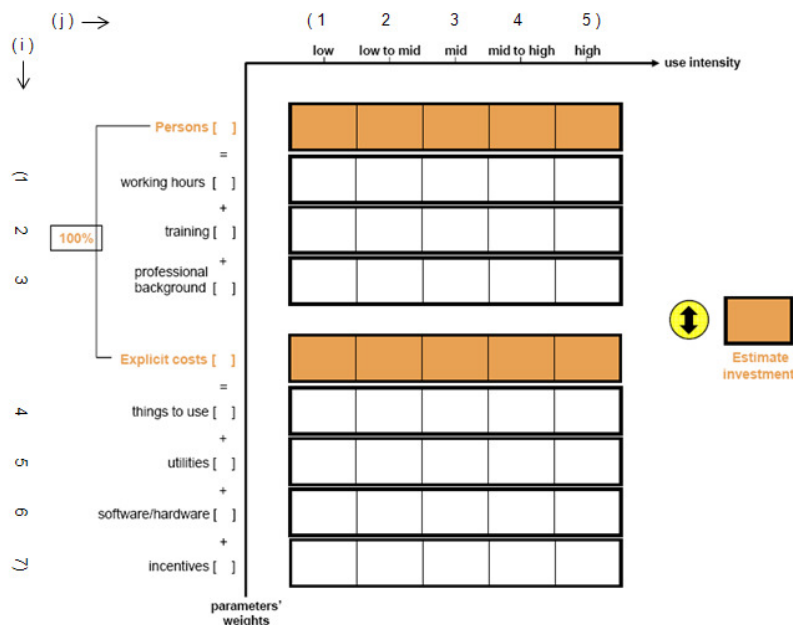 ( j ) ( 1 2 3 4 5 )
( i )
low low to mid mid mid to high high
use intensity
Persons [ ]
=
(1 working hours [ ]
+
2 training [ ]
100%
+
3 professional
background [ ]
Explicit costs [ ]
=
4 things to use [ ]
+
5 utilities [ ]
+
6 software/hardware [ ]
+
7) incentives [ ]
parameters'
weights
Estimate
investment